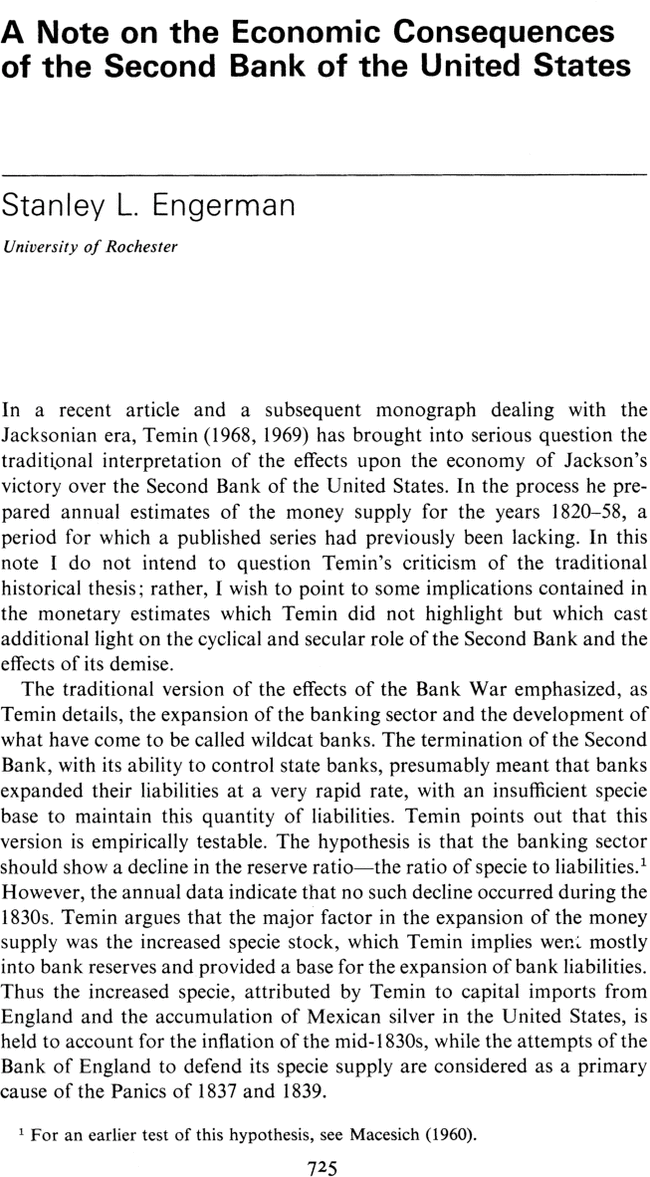 A Note on the Economic Consequences
of the Second Bank of the United States
Stanley L. Engerman
University of Rochester
In a recent article and a subsequent monograph dealing with the
Jacksonian era, Temin (1968, 1969) has brought into serious question the
traditional interpretation of the effects upon the economy of Jackson's
victory over the Second Bank of the United States. In the process he pre-
pared annual estimates of the money supply for the years 1820–58, a
period for which a published series had previously been lacking. In this
note I do not intend to question Temin's criticism of the traditional
historical thesis; rather, I wish to point to some implications contained in
the monetary estimates which Temin did not highlight but which cast
additional light on the cyclical and secular role of the Second Bank and the
effects of its demise.
The traditional version of the effects of the Bank War emphasized, as
Temin details, the expansion of the banking sector and the development of
what have come to be called wildcat banks. The termination of the Second
Bank, with its ability to control state banks, presumably meant that banks
expanded their liabilities at a very rapid rate, with an insufficient specie
base to maintain this quantity of liabilities. Temin points out that this
version is empirically testable. The hypothesis is that the banking sector
should show a decline in the reserve ratio—the ratio of specie to liabilities.¹
However, the annual data indicate that no such decline occurred during the
1830s. Temin argues that the major factor in the expansion of the money
supply was the increased specie stock, which Temin implies went mostly
into bank reserves and provided a base for the expansion of bank liabilities.
Thus the increased specie, attributed by Temin to capital imports from
England and the accumulation of Mexican silver in the United States, is
held to account for the inflation of the mid-1830s, while the attempts of the
Bank of England to defend its specie supply are considered as a primary
cause of the Panics of 1837 and 1839.
¹ For an earlier test of this hypothesis, see Macesich (1960).
725